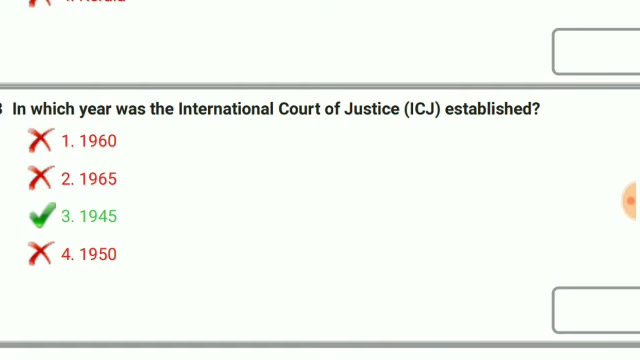 In which year was the International Court of Justice (ICJ) established?
1. 1960
2. 1965
3. 1945
4. 1950